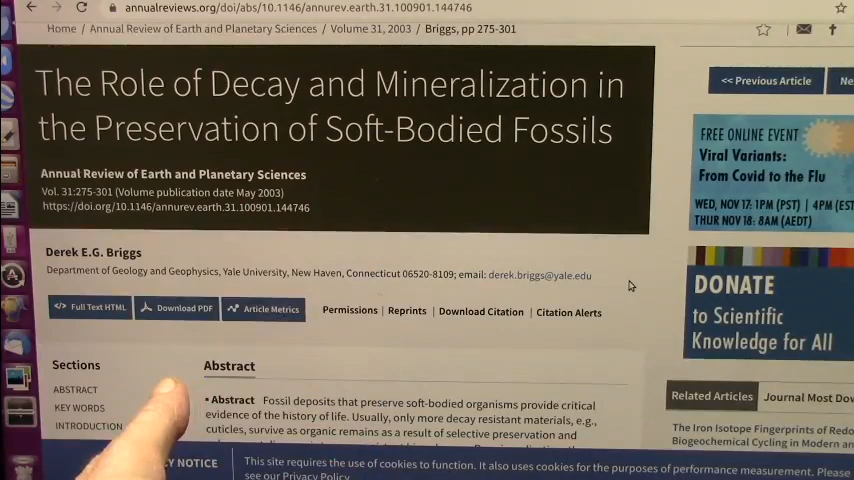 annualreviews.org/doi/abs/10.1146/annurev.earth.31.100901.144746
Home / Annual Review of Earth and Planetary Sciences / Volume 31, 2003 / Briggs, pp 275-301
<< Previous Article
The Role of Decay and Mineralization in
the Preservation of Soft-Bodied Fossils
Annual Review of Earth and Planetary Sciences
Vol. 31:275-301 (Volume publication date May 2003)
https://doi.org/10.1146/annurev.earth.31.100901.144746
FREE ONLINE EVENT
Viral Variants:
From Covid to the Flu
WED, NOV 17: 1PM (PST) | 4PM (EST
THUR NOV 18: 8AM (AEDT)
Derek E.G. Briggs
Department of Geology and Geophysics, Yale University, New Haven, Connecticut 06520-8109; email: derek.briggs@yale.edu
</> Full Text HTML
Download PDF
Article Metrics
Permissions | Reprints | Download Citation | Citation Alerts
DONATE
to Scientific
Knowledge for All
Sections
ABSTRACT
KEY WORDS
INTRODUCTION
Abstract
▪ Abstract Fossil deposits that preserve soft-bodied organisms provide critical
evidence of the history of life. Usually, only more decay resistant materials, e.g.,
cuticles, survive as organic remains as a result of selective preservation and
Related Articles
Journal Most Dow
The Iron Isotope Fingerprints of Redo
Biogeochemical Cycling in Modern an
Y NOTICE
This site requires the use of cookies to function. It also uses cookies for the purposes of performance measurement. Please
see our Privacy Policy